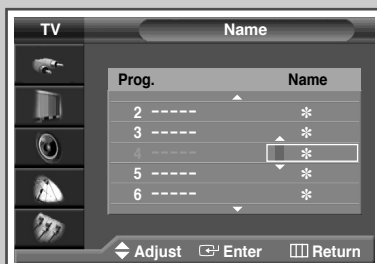 TV Name
Prog. Name
2 ----- ✻
3 ----- ✻
4 ----- ✻
5 ----- ✻
6 ----- ✻
Adjust Enter Return